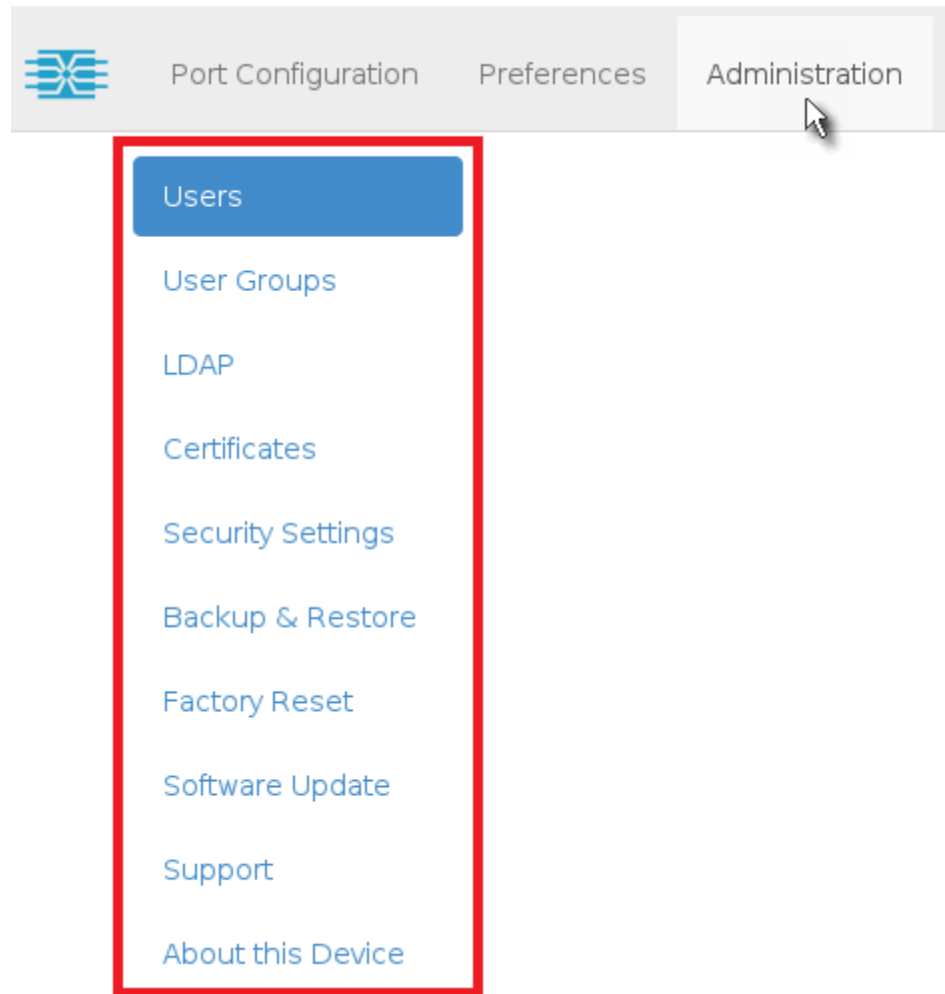 Port Configuration Preferences Administration
Users
User Groups
LDAP
Certificates
Security Settings
Backup & Restore
Factory Reset
Software Update
Support
About this Device